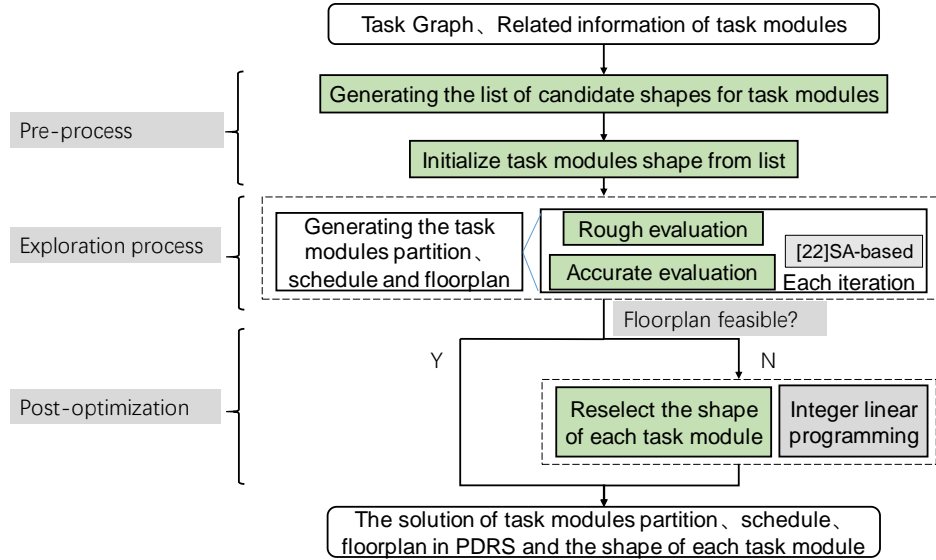 Task Graph、Related information of task modules
Generating the list of candidate shapes for task modules
Pre-process
Initialize task modules shape from list
Exploration process
Generating the task
modules partition、
schedule and floorplan
Rough evaluation
Accurate evaluation
[22]SA-based
Each iteration
Floorplan feasible?
Y
N
Post-optimization
Reselect the shape
of each task module
Integer linear
programming
The solution of task modules partition、schedule、
floorplan in PDRS and the shape of each task module